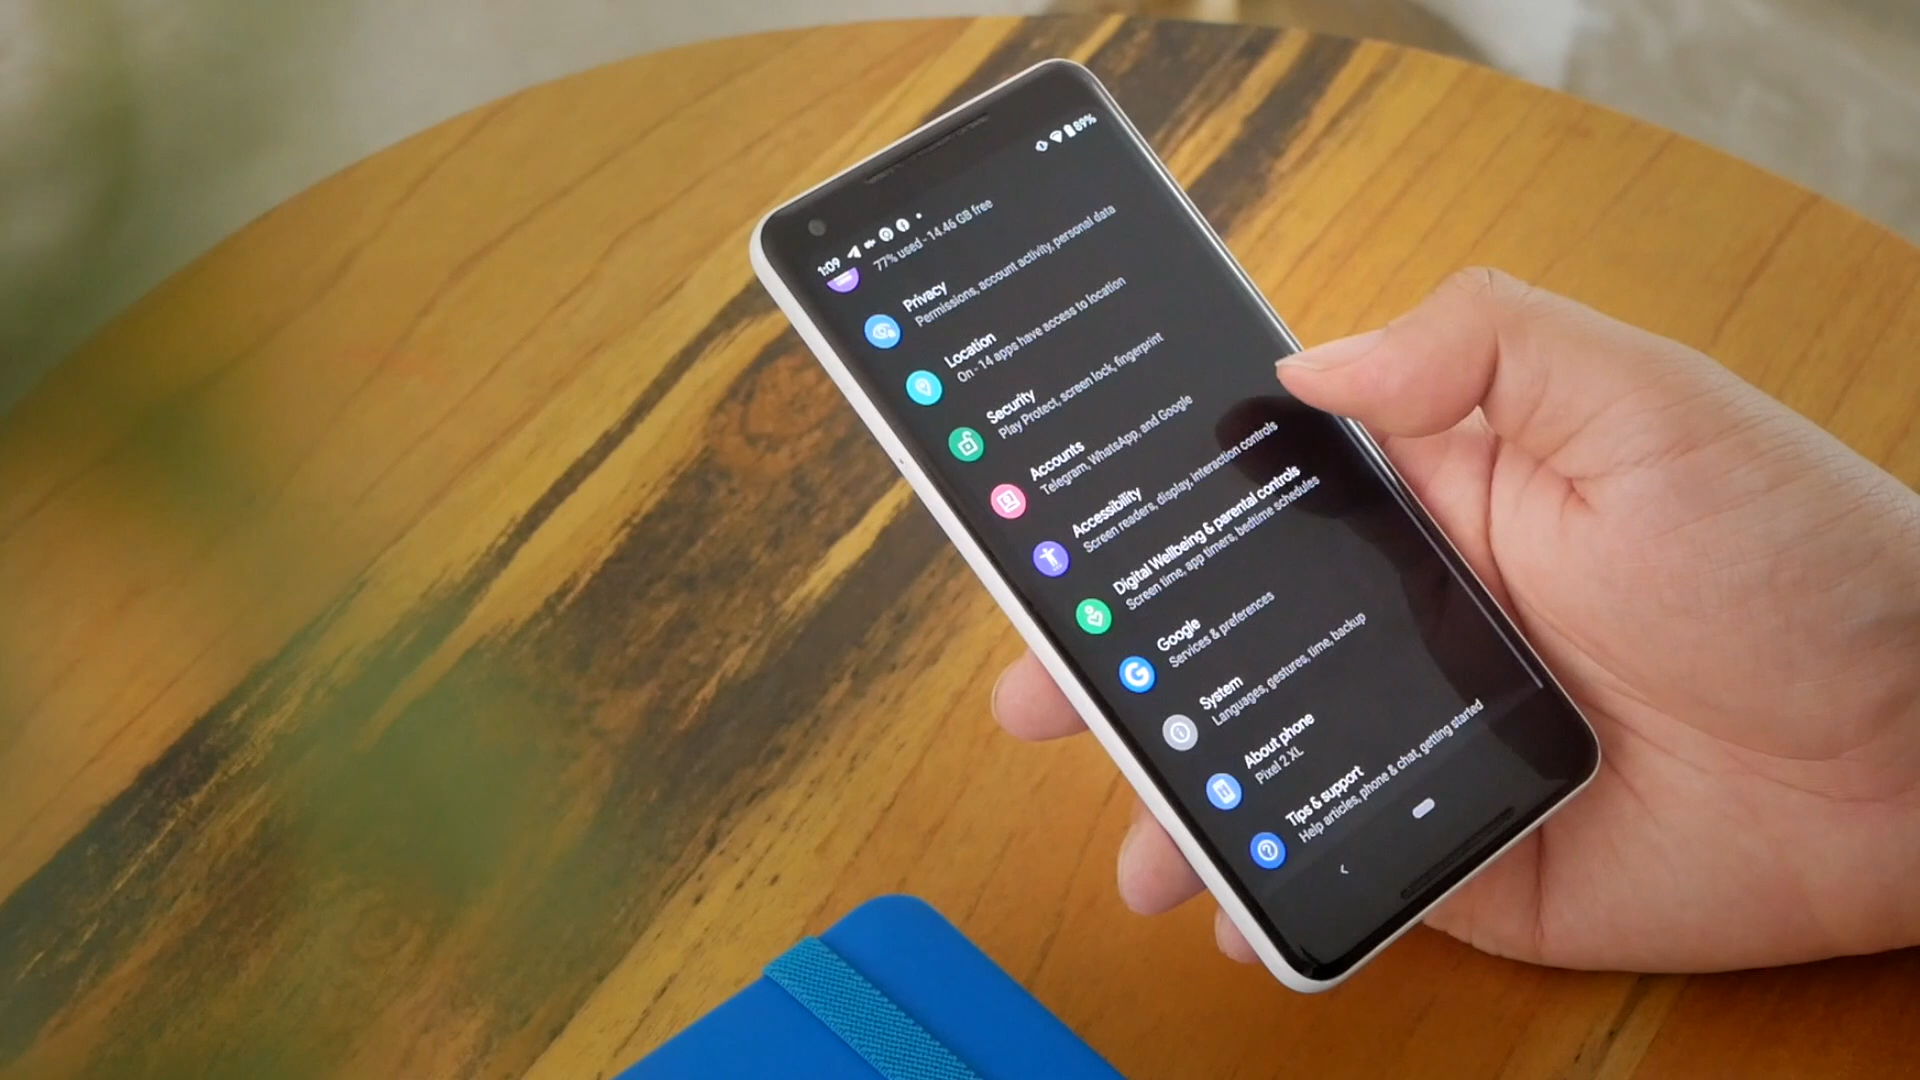 1:09
89%
77% used - 14.46 GB free
Privacy
Permissions, account activity, personal data
Location
On - 14 apps have access to location
Security
Play Protect, screen lock, fingerprint
Accounts
Telegram, WhatsApp, and Google
Accessibility
Screen readers, display, interaction controls
Digital Wellbeing & parental controls
Screen time, app timers, bedtime schedules
Google
Services & preferences
System
Languages, gestures, time, backup
About phone
Pixel 2 XL
Tips & support
Help articles, phone & chat, getting started